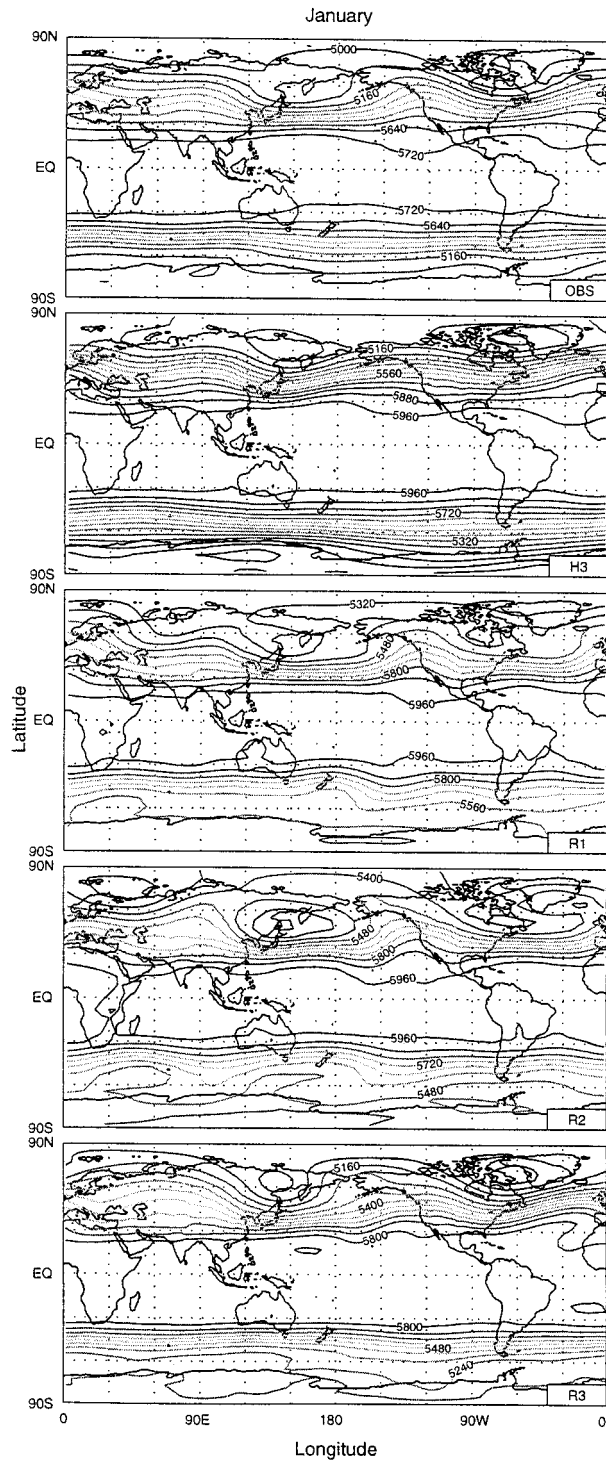 January
90N
5000
5160
5640
5720
EQ
5720
5640
5160
90S
OBS
90N
5160
5560
5880
5960
EQ
5960
5720
5320
90S
H3
90N
5320
5480
5800
5960
EQ
5960
5800
5560
90S
R1
Latitude
90N
5400
5480
5800
5960
EQ
5960
5720
5480
90S
R2
90N
5160
5400
5800
EQ
5800
5480
5240
90S
R3
0
90E
180
90W
0
Longitude